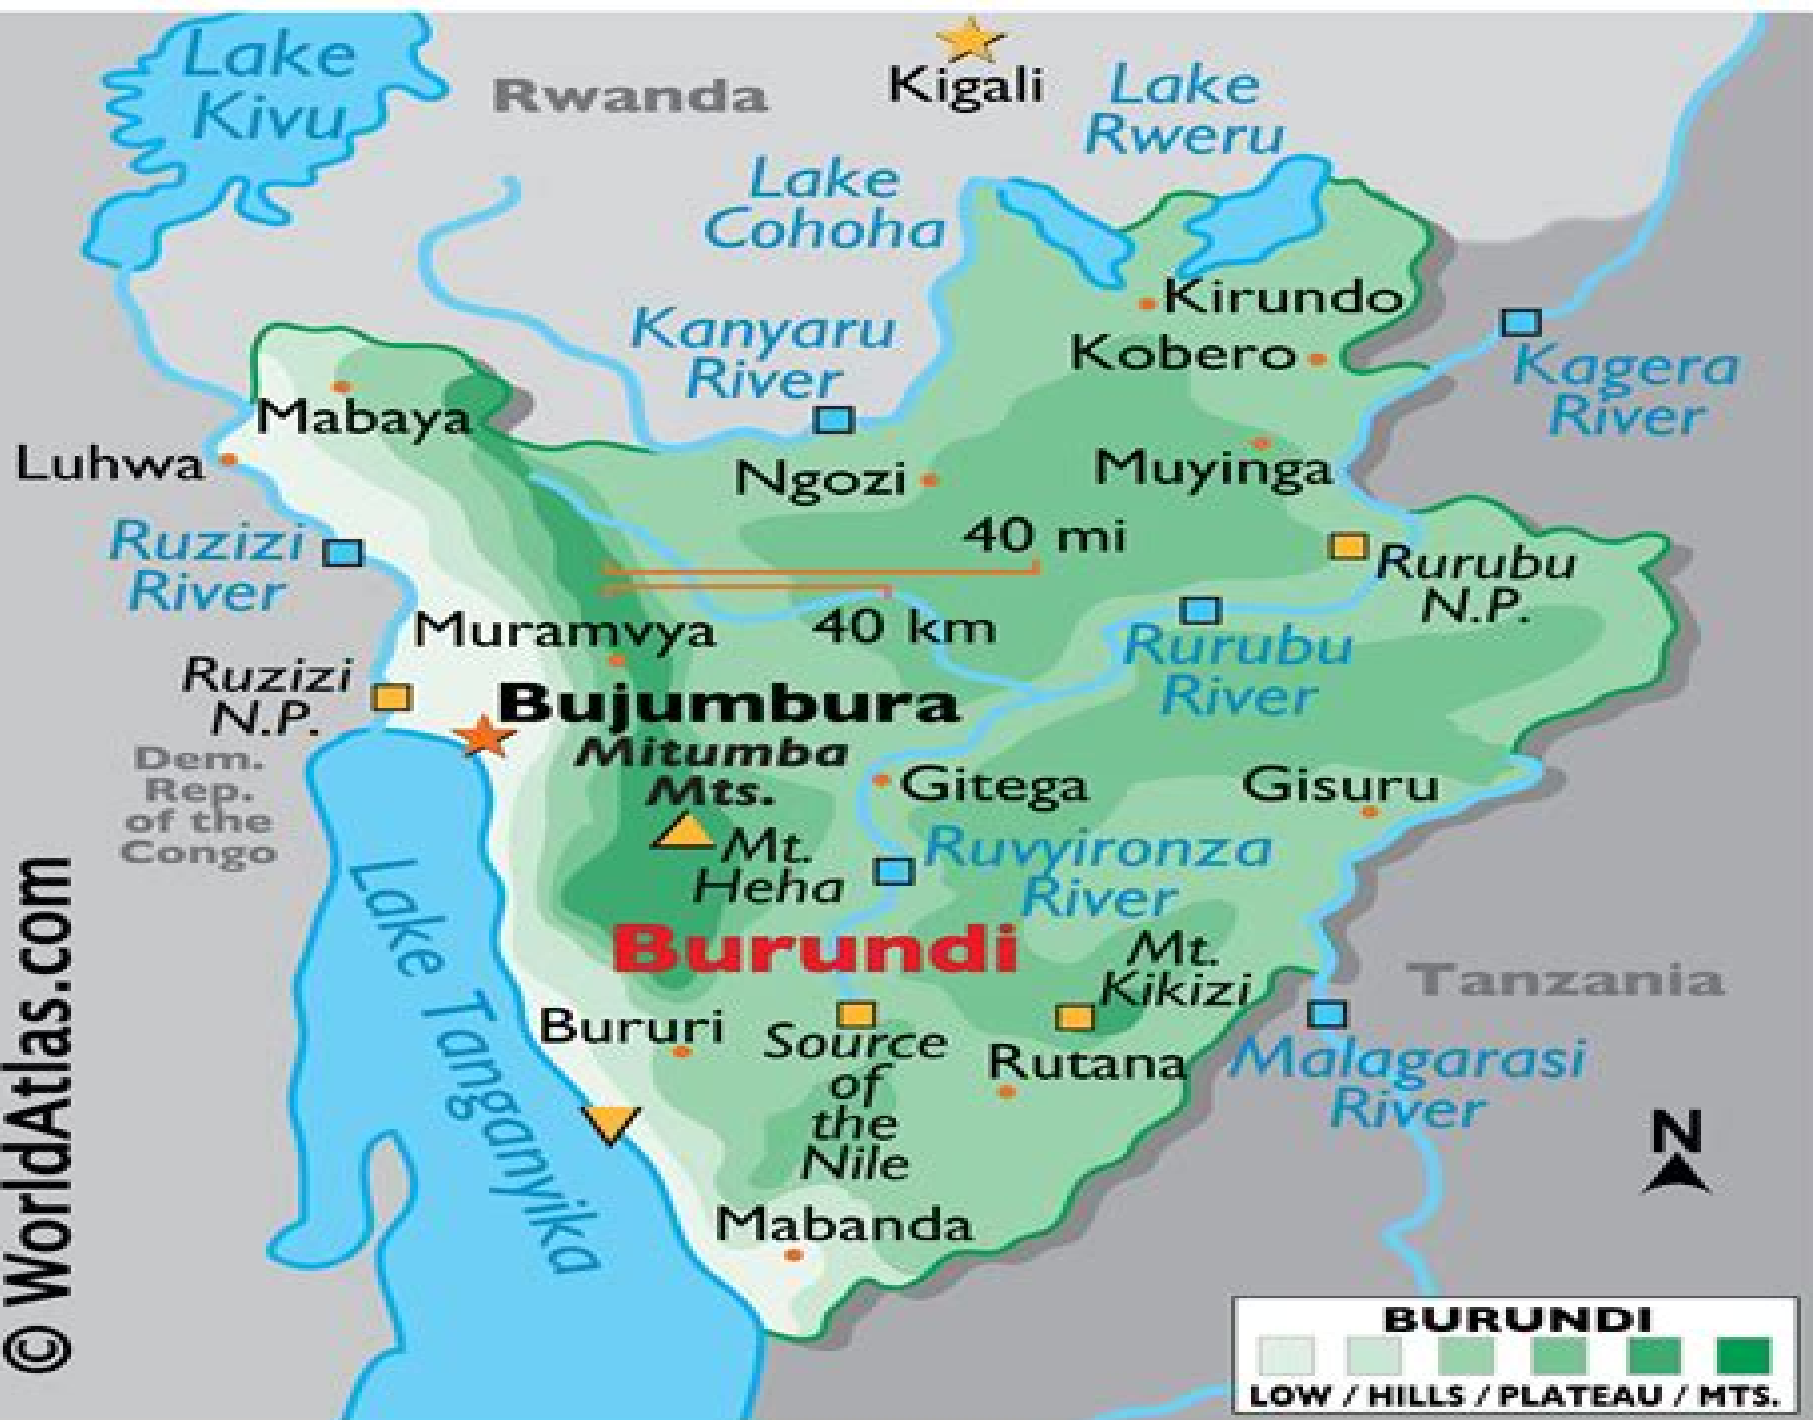 Lake
Kivu
Rwanda
Kigali
Lake
Rweru
Lake
Cohoha
Kanyaru
River
Kirundo
Kobero
Kagera
River
Mabaya
Luhwa
Ngozi
Muyinga
Ruzizi
River
40 mi
Rurubu
N.P.
Muramvya
40 km
Rurubu
River
Ruzizi
N.P.
Bujumbura
Mitumba
Mts.
Dem.
Rep.
of the
Congo
Gitega
Gisuru
Mt.
Heha
Ruvyironza
River
Lake Tanganyika
Burundi
Mt.
Kikizi
Tanzania
Bururi
Source
of
the
Nile
Rutana
Malagarasi
River
N
Mabanda
© WorldAtlas.com
BURUNDI
LOW / HILLS / PLATEAU / MTS.